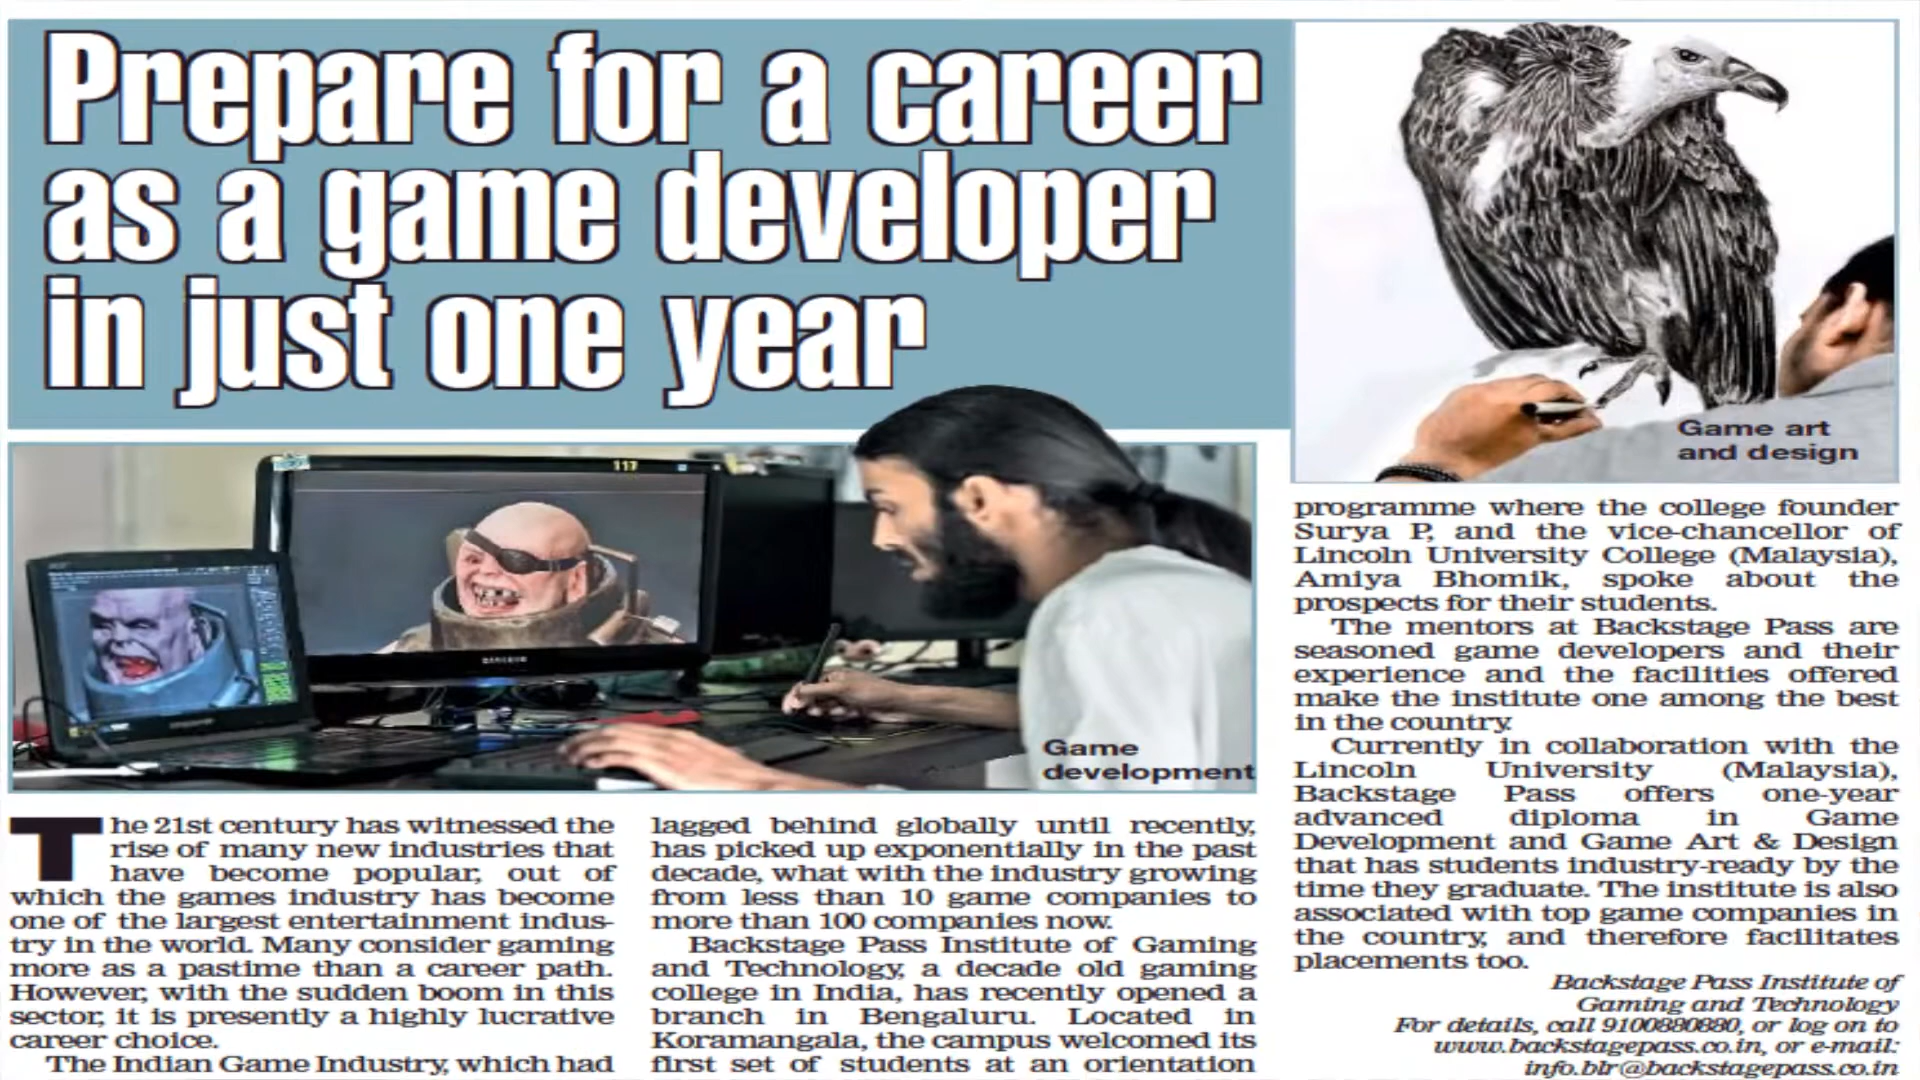 Prepare for a career
as a game developer
in just one year
117
SAMSUNG
Game
development
Game art
and design
The 21st century has witnessed the
rise of many new industries that
have become popular, out of
which the games industry has become
one of the largest entertainment indus-
try in the world. Many consider gaming
more as a pastime than a career path.
However, with the sudden boom in this
sector, it is presently a highly lucrative
career choice.
The Indian Game Industry, which had
lagged behind globally until recently,
has picked up exponentially in the past
decade, what with the industry growing
from less than 10 game companies to
more than 100 companies now.
Backstage Pass Institute of Gaming
and Technology, a decade old gaming
college in India, has recently opened a
branch in Bengaluru. Located in
Koramangala, the campus welcomed its
first set of students at an orientation
programme where the college founder
Surya P, and the vice-chancellor of
Lincoln University College (Malaysia),
Amiya Bhomik, spoke about the
prospects for their students.
The mentors at Backstage Pass are
seasoned game developers and their
experience and the facilities offered
make the institute one among the best
in the country.
Currently in collaboration with the
Lincoln University (Malaysia),
Backstage Pass offers one-year
advanced diploma in Game
Development and Game Art & Design
that has students industry-ready by the
time they graduate. The institute is also
associated with top game companies in
the country, and therefore facilitates
placements too.
Backstage Pass Institute of
Gaming and Technology
For details, call 9100880880, or log on to
www.backstagepass.co.in, or e-mail:
info.blr@backstagepass.co.in